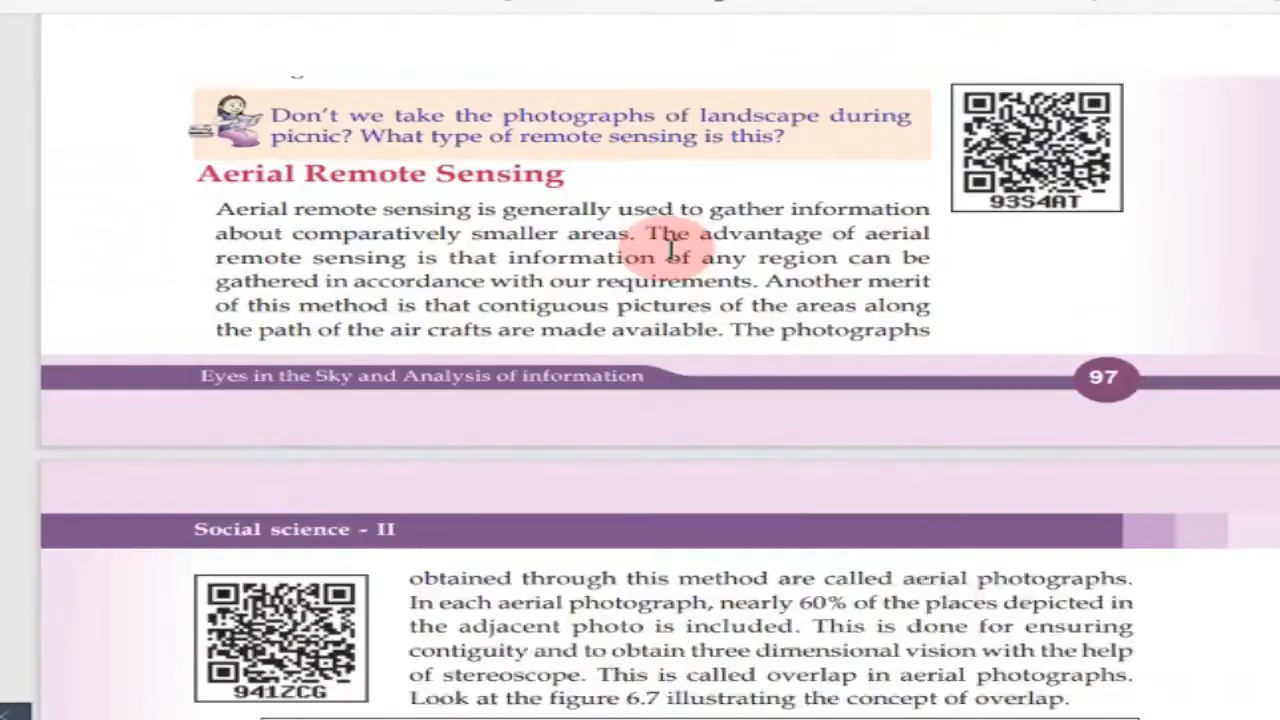 Don't we take the photographs of landscape during
picnic? What type of remote sensing is this?
93S4AT
Aerial Remote Sensing
Aerial remote sensing is generally used to gather information
about comparatively smaller areas. The advantage of aerial
remote sensing is that information of any region can be
gathered in accordance with our requirements. Another merit
of this method is that contiguous pictures of the areas along
the path of the air crafts are made available. The photographs
Eyes in the Sky and Analysis of information
97
Social science - II
941ZCG
obtained through this method are called aerial photographs.
In each aerial photograph, nearly 60% of the places depicted in
the adjacent photo is included. This is done for ensuring
contiguity and to obtain three dimensional vision with the help
of stereoscope. This is called overlap in aerial photographs.
Look at the figure 6.7 illustrating the concept of overlap.